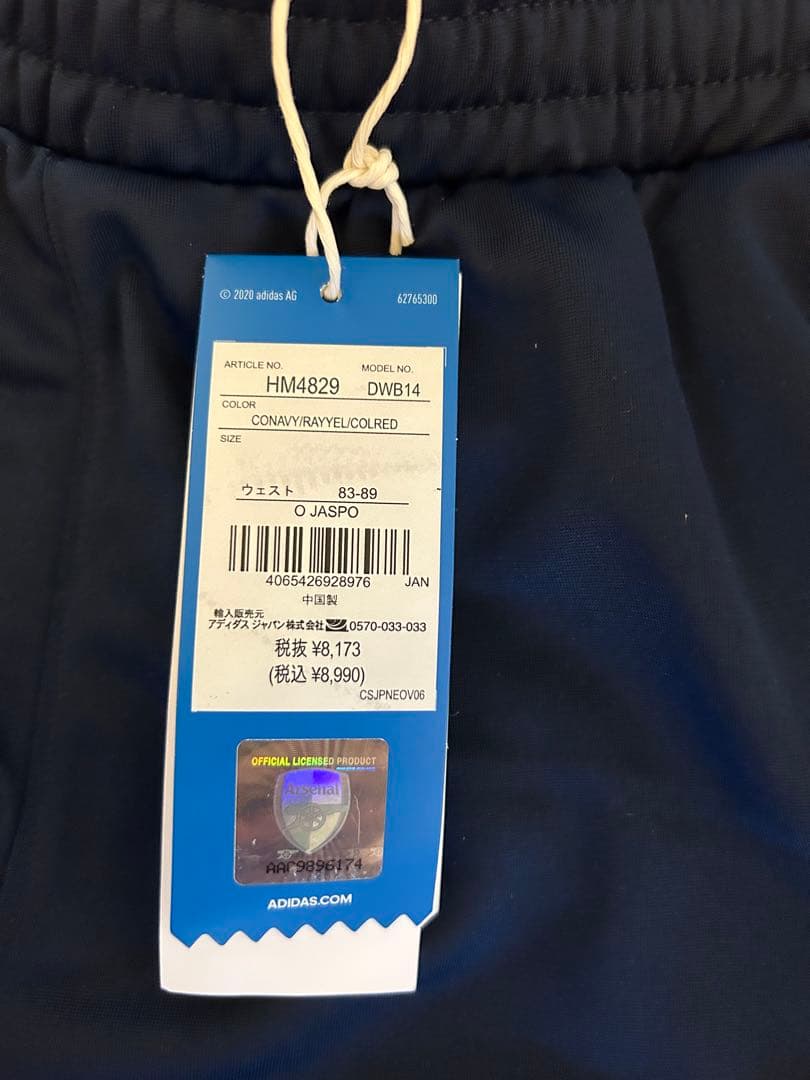 © 2020 adidas AG 62765300
ARTICLE NO. MODEL NO.
HM4829 DWB14
COLOR
CONAVY/RAYYEL/COLRED
SIZE
ウェスト 83-89
O JASPO
4065426928976 JAN
中国製
輸入販売元
アディダス ジャパン株式会社 0570-033-033
税抜 ¥8,173
(税込 ¥8,990)
CSJPNEOV06
OFFICIAL LICENSED PRODUCT
Arsenal
ADIDAS.COM